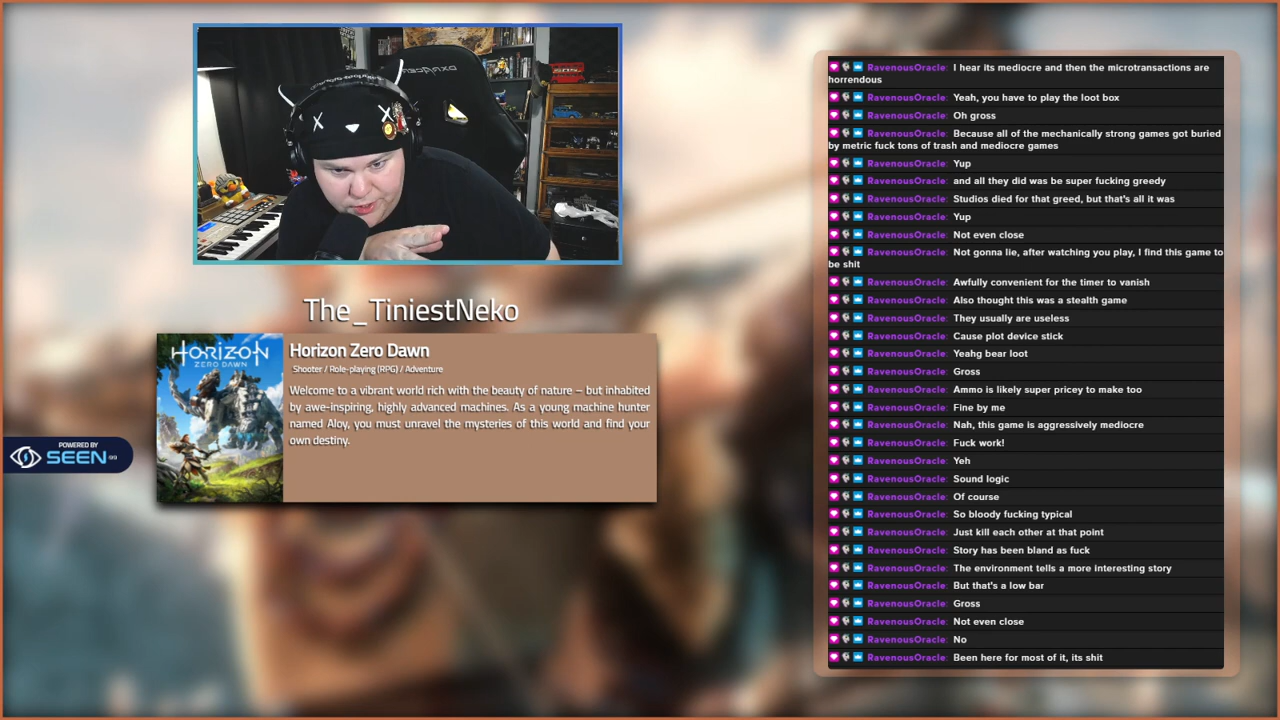 The_TiniestNeko
HORIZON
ZERO DAWN
Horizon Zero Dawn
Shooter / Role-playing (RPG) / Adventure
Welcome to a vibrant world rich with the beauty of nature – but inhabited
by awe-inspiring, highly advanced machines. As a young machine hunter
named Aloy, you must unravel the mysteries of this world and find your
own destiny.
POWERED BY
SEEN
RavenousOracle: I hear its mediocre and then the microtransactions are
horrendous
RavenousOracle: Yeah, you have to play the loot box
RavenousOracle: Oh gross
RavenousOracle: Because all of the mechanically strong games got buried
by metric fuck tons of trash and mediocre games
RavenousOracle: Yup
RavenousOracle: and all they did was be super fucking greedy
RavenousOracle: Studios died for that greed, but that's all it was
RavenousOracle: Yup
RavenousOracle: Not even close
RavenousOracle: Not gonna lie, after watching you play, I find this game to
be shit
RavenousOracle: Awfully convenient for the timer to vanish
RavenousOracle: Also thought this was a stealth game
RavenousOracle: They usually are useless
RavenousOracle: Cause plot device stick
RavenousOracle: Yeahg bear loot
RavenousOracle: Gross
RavenousOracle: Ammo is likely super pricey to make too
RavenousOracle: Fine by me
RavenousOracle: Nah, this game is aggressively mediocre
RavenousOracle: Fuck work!
RavenousOracle: Yeh
RavenousOracle: Sound logic
RavenousOracle: Of course
RavenousOracle: So bloody fucking typical
RavenousOracle: Just kill each other at that point
RavenousOracle: Story has been bland as fuck
RavenousOracle: The environment tells a more interesting story
RavenousOracle: But that's a low bar
RavenousOracle: Gross
RavenousOracle: Not even close
RavenousOracle: No
RavenousOracle: Been here for most of it, its shit